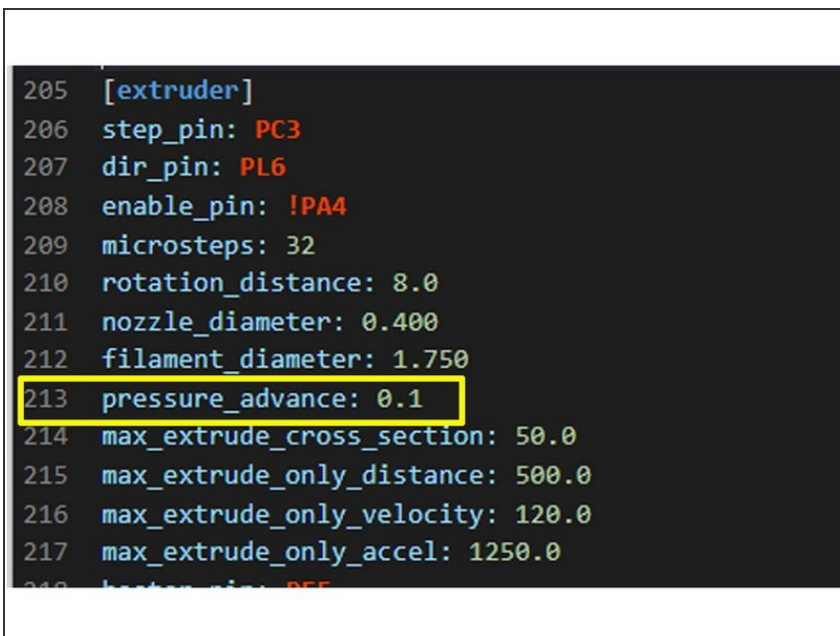 205 [extruder]
206 step_pin: PC3
207 dir_pin: PL6
208 enable_pin: !PA4
209 microsteps: 32
210 rotation_distance: 8.0
211 nozzle_diameter: 0.400
212 filament_diameter: 1.750
213 pressure_advance: 0.1
214 max_extrude_cross_section: 50.0
215 max_extrude_only_distance: 500.0
216 max_extrude_only_velocity: 120.0
217 max_extrude_only_accel: 1250.0